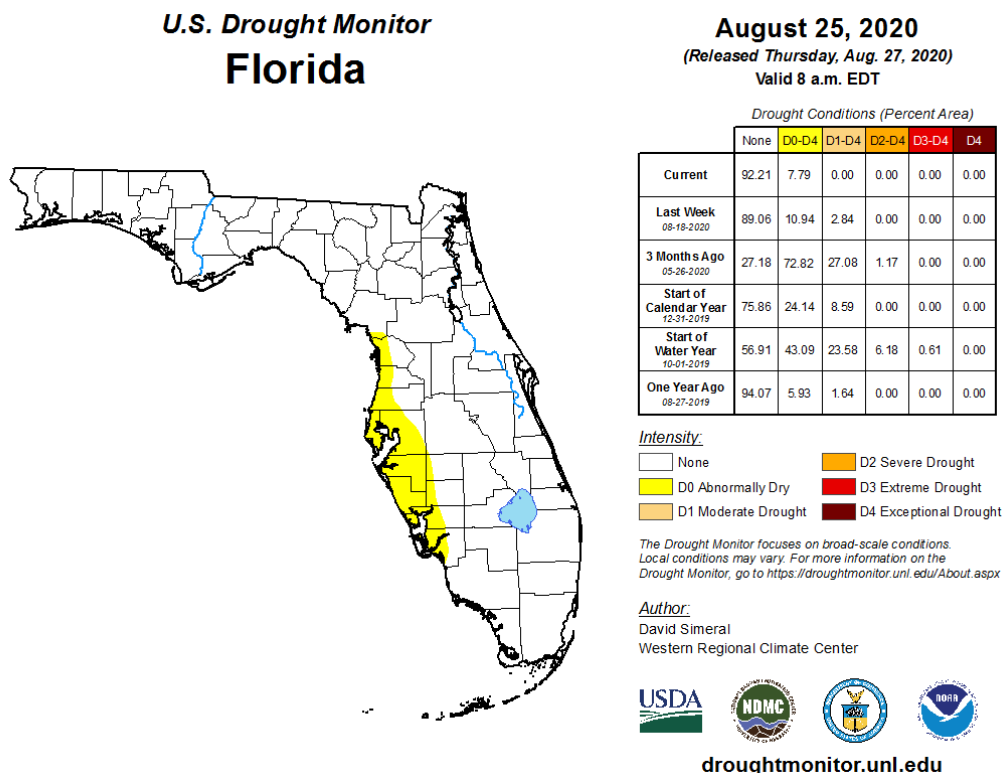 U.S. Drought Monitor
Florida
August 25, 2020
(Released Thursday, Aug. 27, 2020)
Valid 8 a.m. EDT
Drought Conditions (Percent Area)
None D0-D4 D1-D4 D2-D4 D3-D4 D4
Current 92.21 7.79 0.00 0.00 0.00 0.00
Last Week
08-18-2020 89.06 10.94 2.84 0.00 0.00 0.00
3 Months Ago
05-26-2020 27.18 72.82 27.08 1.17 0.00 0.00
Start of
Calendar Year
12-31-2019 75.86 24.14 8.59 0.00 0.00 0.00
Start of
Water Year
10-01-2019 56.91 43.09 23.58 6.18 0.61 0.00
One Year Ago
08-27-2019 94.07 5.93 1.64 0.00 0.00 0.00
Intensity:
None
D0 Abnormally Dry
D1 Moderate Drought
D2 Severe Drought
D3 Extreme Drought
D4 Exceptional Drought
The Drought Monitor focuses on broad-scale conditions.
Local conditions may vary. For more information on the
Drought Monitor, go to https://droughtmonitor.unl.edu/About.aspx
Author:
David Simeral
Western Regional Climate Center
USDA
NDMC
NOAA
droughtmonitor.unl.edu